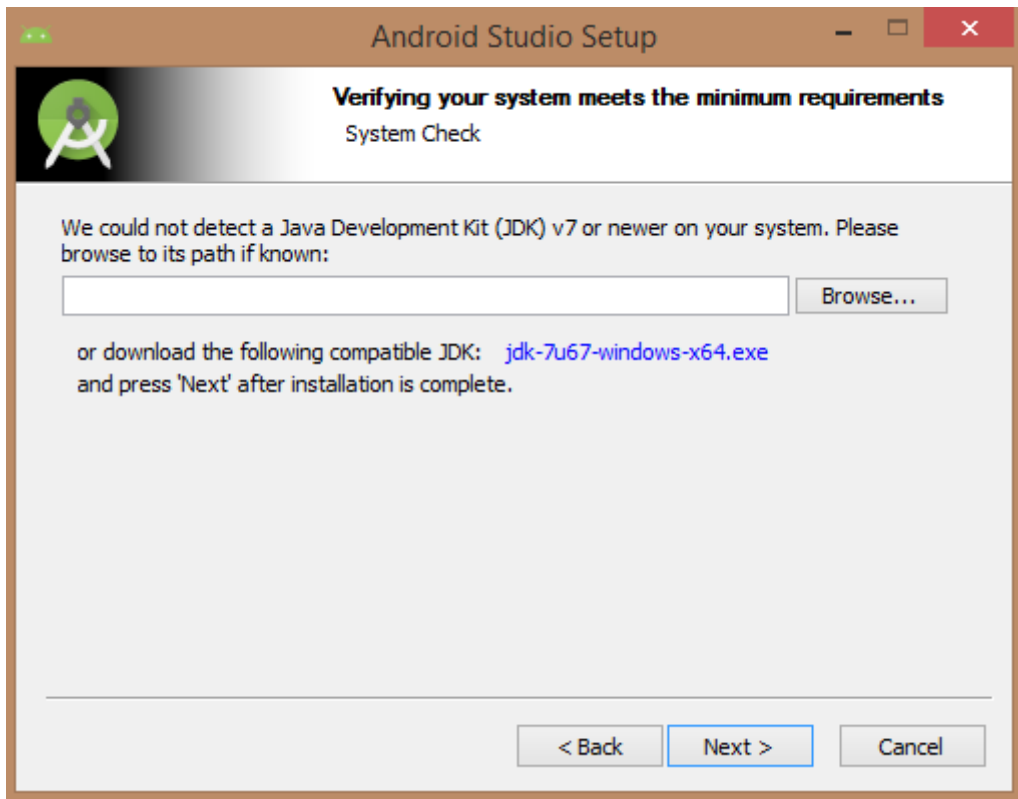 Android Studio Setup
Verifying your system meets the minimum requirements
System Check
We could not detect a Java Development Kit (JDK) v7 or newer on your system. Please
browse to its path if known:
Browse...
or download the following compatible JDK: jdk-7u67-windows-x64.exe
and press 'Next' after installation is complete.
< Back Next > Cancel